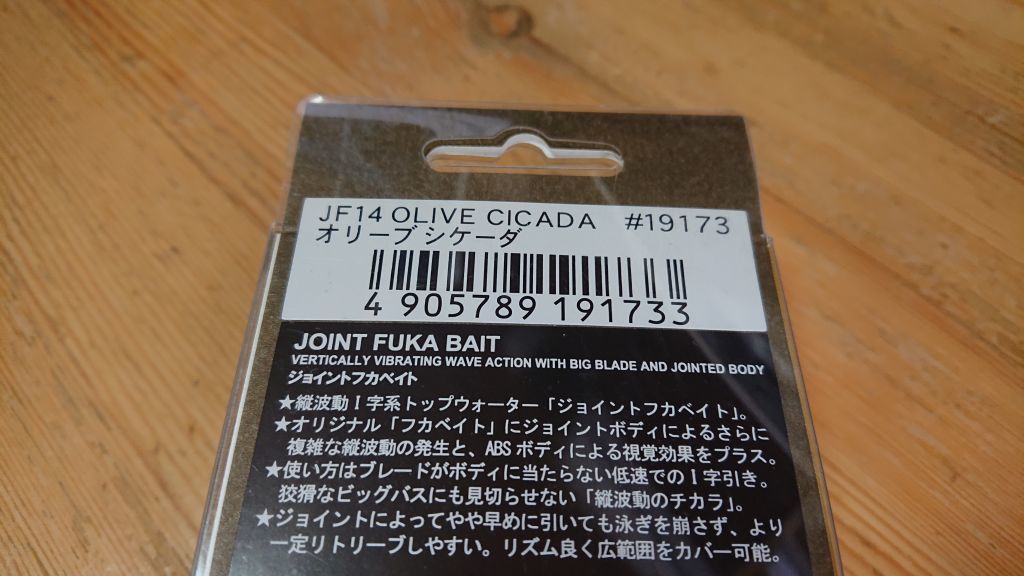 JF14 OLIVE CICADA #19173
オリーブシケーダ
4 905789 191733
JOINT FUKA BAIT
VERTICALLY VIBRATING WAVE ACTION WITH BIG BLADE AND JOINTED BODY
ジョイントフカベイト
★縦波動I字系トップウォーター「ジョイントフカベイト」。
★オリジナル「フカベイト」にジョイントボディによるさらに
複雑な縦波動の発生と、ABSボディによる視覚効果をプラス。
★使い方はブレードがボディに当たらない低速でのI字引き。
狡猾なビッグバスにも見切らせない「縦波動のチカラ」。
★ジョイントによってやや早めに引いても泳ぎを崩さず、より
一定リトリーブしやすい。リズム良く広範囲をカバー可能。